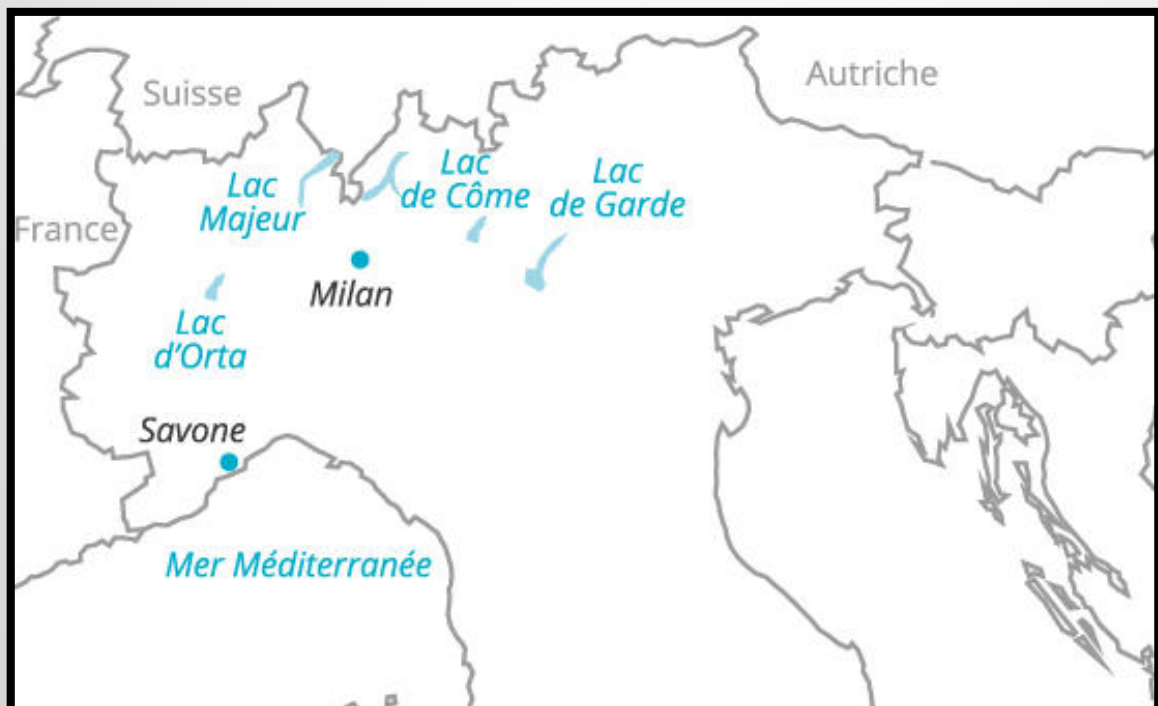 Suisse
Autriche
Lac
Majeur
Lac
de Côme
Lac
de Garde
France
Milan
Lac
d'Orta
Savone
Mer Méditerranée